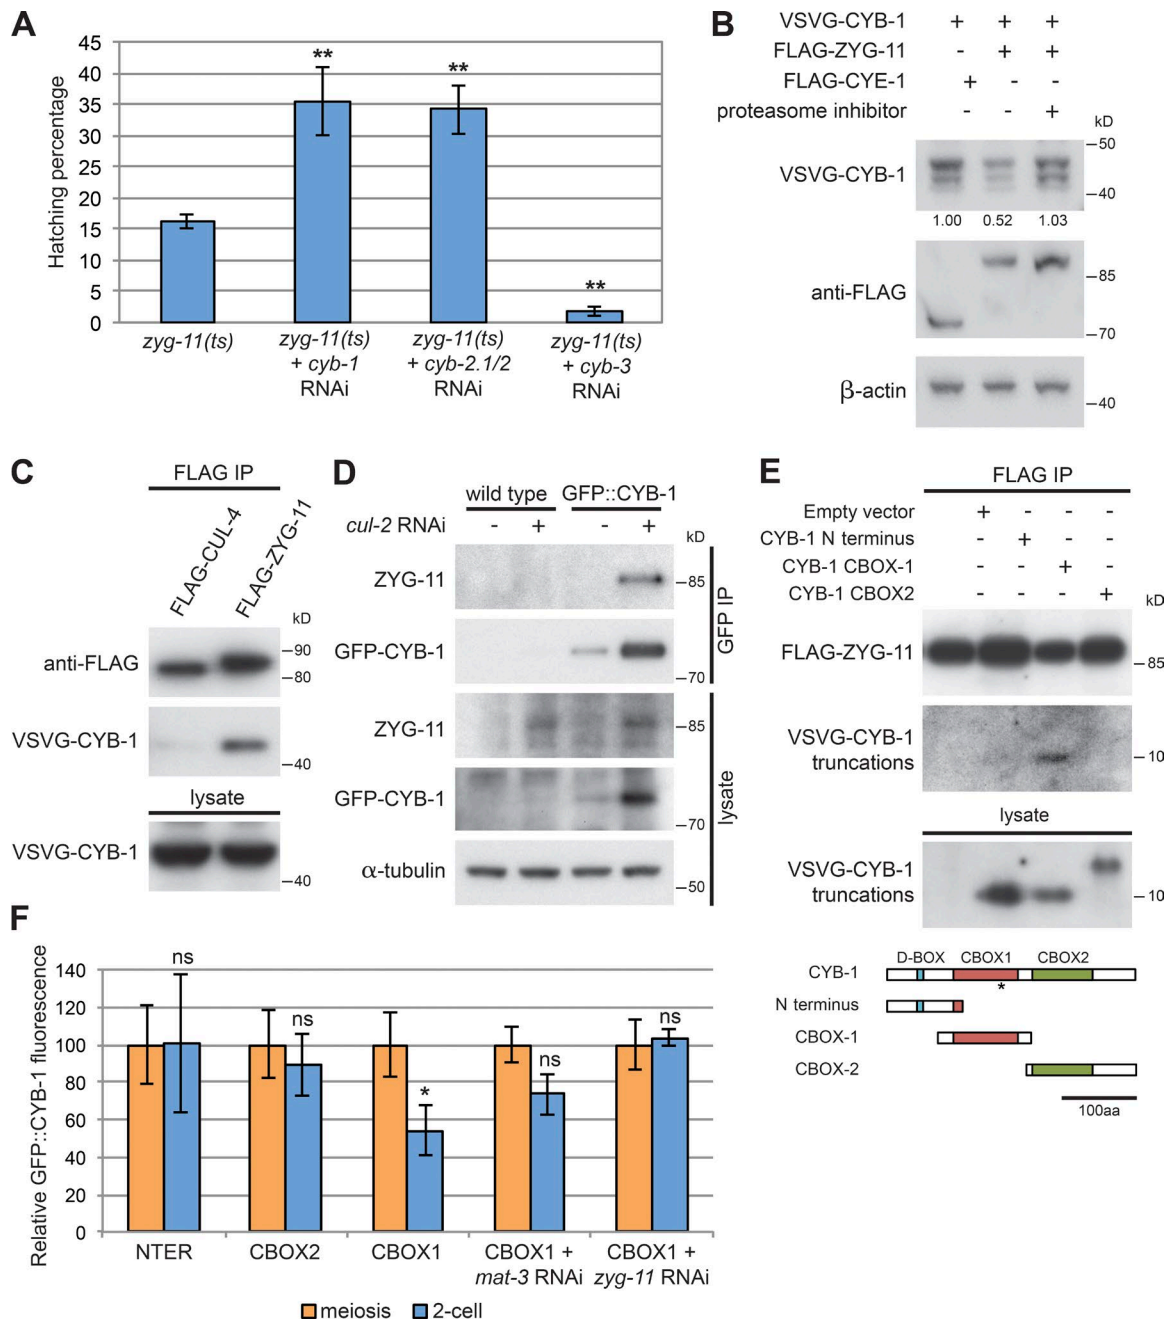 A
45
40
35
30
25
20
15
10
5
0
Hatching percentage
**
**
**
zyg-11(ts)
zyg-11(ts)
+ cyb-1
RNAi
zyg-11(ts)
+ cyb-2.1/2
RNAi
zyg-11(ts)
+ cyb-3
RNAi
B
VSVG-CYB-1 + + +
FLAG-ZYG-11 - + +
FLAG-CYE-1 + - -
proteasome inhibitor - - +
kD
VSVG-CYB-1
-50
-40
1.00 0.52 1.03
anti-FLAG
-85
-70
β-actin
-40
C
FLAG IP
FLAG-CUL-4
FLAG-ZYG-11
kD
anti-FLAG
-90
-80
VSVG-CYB-1
-40
lysate
VSVG-CYB-1
-40
D
wild type GFP::CYB-1
cul-2 RNAi - + - +
kD
ZYG-11
-85
GFP-CYB-1
-70
GFP IP
ZYG-11
-85
GFP-CYB-1
-70
α-tubulin
-50
lysate
E
FLAG IP
Empty vector + - - -
CYB-1 N terminus - + - -
CYB-1 CBOX-1 - - + -
CYB-1 CBOX2 - - - +
kD
FLAG-ZYG-11
-85
VSVG-CYB-1
truncations
-10
lysate
VSVG-CYB-1
truncations
-10
D-BOX CBOX1 CBOX2
CYB-1
*
N terminus
CBOX-1
CBOX-2
100aa
F
Relative GFP::CYB-1 fluorescence
140
120
100
80
60
40
20
0
ns
ns
*
ns
ns
NTER
CBOX2
CBOX1
CBOX1 +
mat-3 RNAi
CBOX1 +
zyg-11 RNAi
meiosis 2-cell